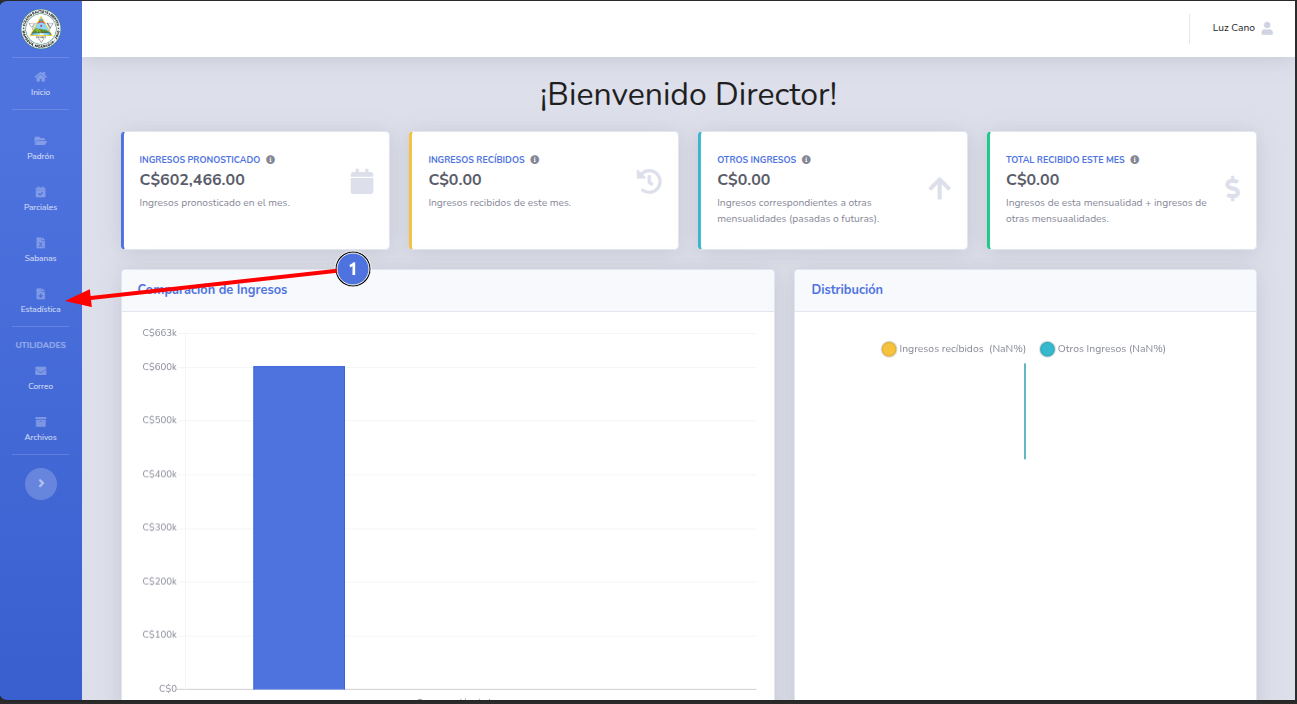 Luz Cano
Inicio
Padrón
Parciales
Sabanas
Estadística
UTILIDADES
Correo
Archivos
¡Bienvenido Director!
INGRESOS PRONOSTICADO
C$602,466.00
Ingresos pronosticado en el mes.
INGRESOS RECÍBIDOS
C$0.00
Ingresos recibidos de este mes.
OTROS INGRESOS
C$0.00
Ingresos correspondientes a otras
mensualidades (pasadas o futuras).
TOTAL RECIBIDO ESTE MES
C$0.00
Ingresos de esta mensualidad + ingresos de
otras mensuaalidades.
1
Comparación de Ingresos
C$663k
C$600k
C$500k
C$400k
C$300k
C$200k
C$100k
C$0
Distribución
Ingresos recíbidos (NaN%)
Otros Ingresos (NaN%)